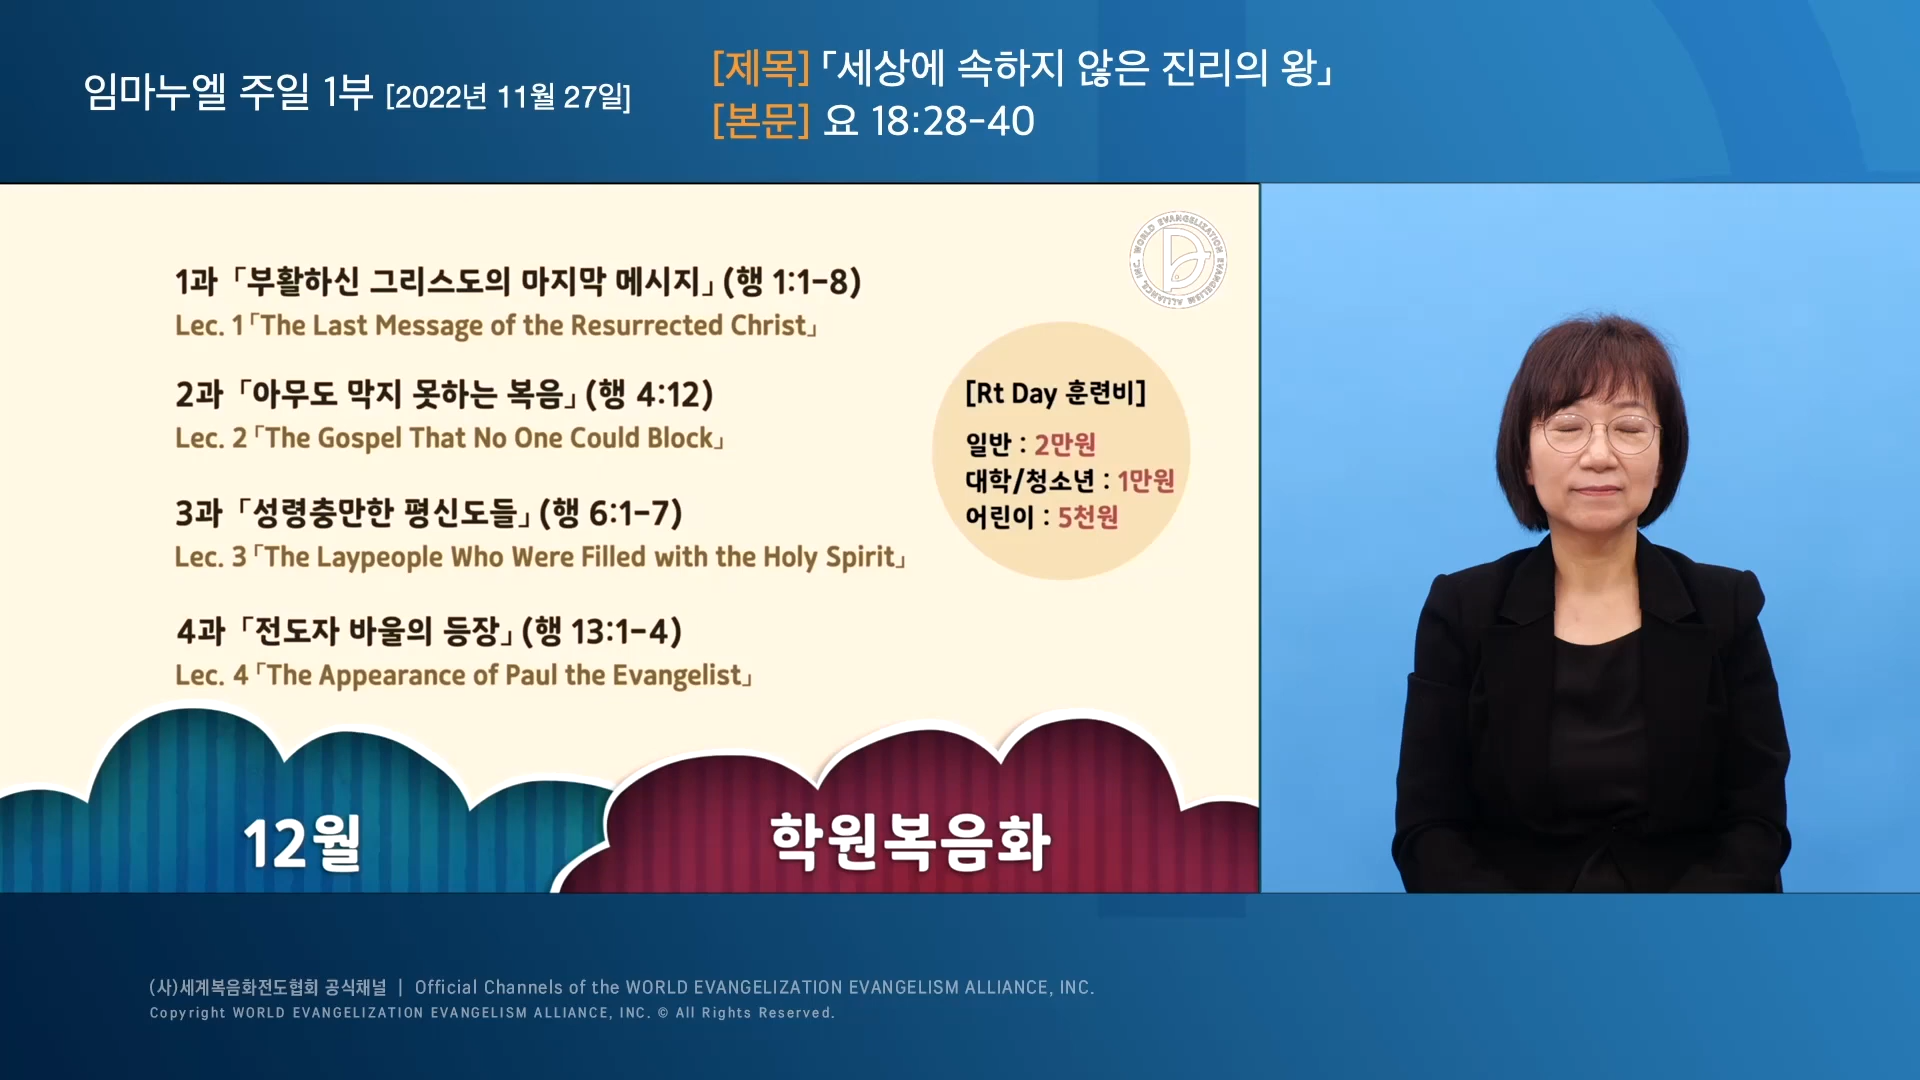 임마누엘 주일 1부 [2022년 11월 27일]
[제목] 「세상에 속하지 않은 진리의 왕」
[본문] 요 18:28-40
WORLD EVANGELIZATION EVANGELISM ALLIANCE, INC.
1과 「부활하신 그리스도의 마지막 메시지」 (행 1:1-8)
Lec. 1 「The Last Message of the Resurrected Christ」
2과 「아무도 막지 못하는 복음」 (행 4:12)
Lec. 2 「The Gospel That No One Could Block」
3과 「성령충만한 평신도들」 (행 6:1-7)
Lec. 3 「The Laypeople Who Were Filled with the Holy Spirit」
4과 「전도자 바울의 등장」 (행 13:1-4)
Lec. 4 「The Appearance of Paul the Evangelist」
[Rt Day 훈련비]
일반 : 2만원
대학/청소년 : 1만원
어린이 : 5천원
12월
학원복음화
(사)세계복음화전도협회 공식채널 | Official Channels of the WORLD EVANGELIZATION EVANGELISM ALLIANCE, INC.
Copyright WORLD EVANGELIZATION EVANGELISM ALLIANCE, INC. © All Rights Reserved.